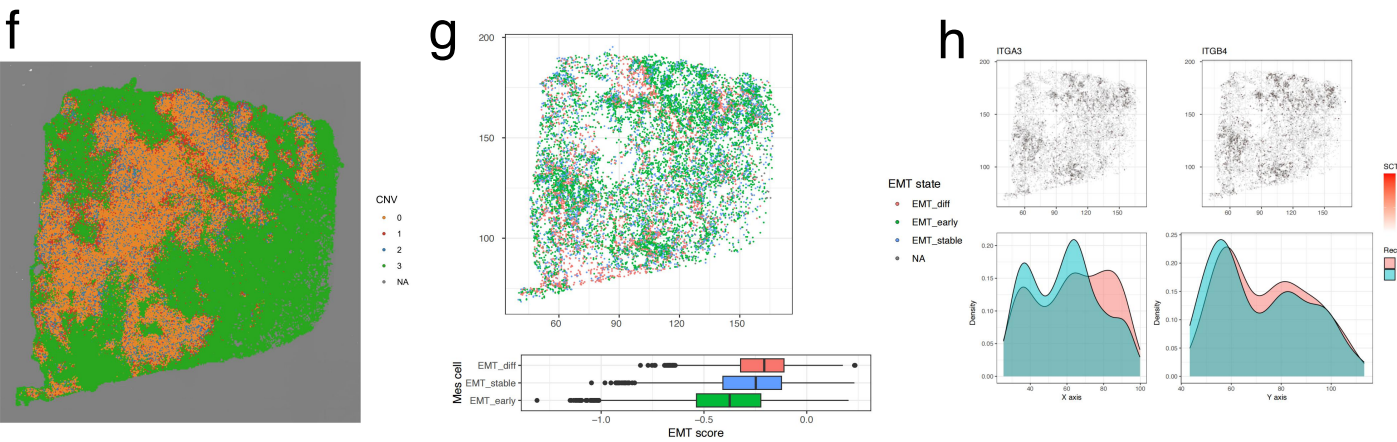 f
CNV
0
1
2
3
NA
g
200
150
100
60
90
120
150
EMT state
EMT_diff
EMT_early
EMT_stable
NA
Mes cell
EMT_diff
EMT_stable
EMT_early
−1.0
−0.5
0.0
EMT score
h
ITGA3
200
150
100
60
90
120
150
ITGB4
200
150
100
60
90
120
150
SCT
Density
0.20
0.15
0.10
0.05
0.00
40
60
80
100
X axis
Density
0.25
0.20
0.15
0.10
0.05
0.00
40
60
80
100
Y axis
Rec